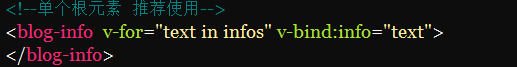 <!--单个根元素 推荐使用-->
<blog-info v-for="text in infos" v-bind:info="text">
</blog-info>